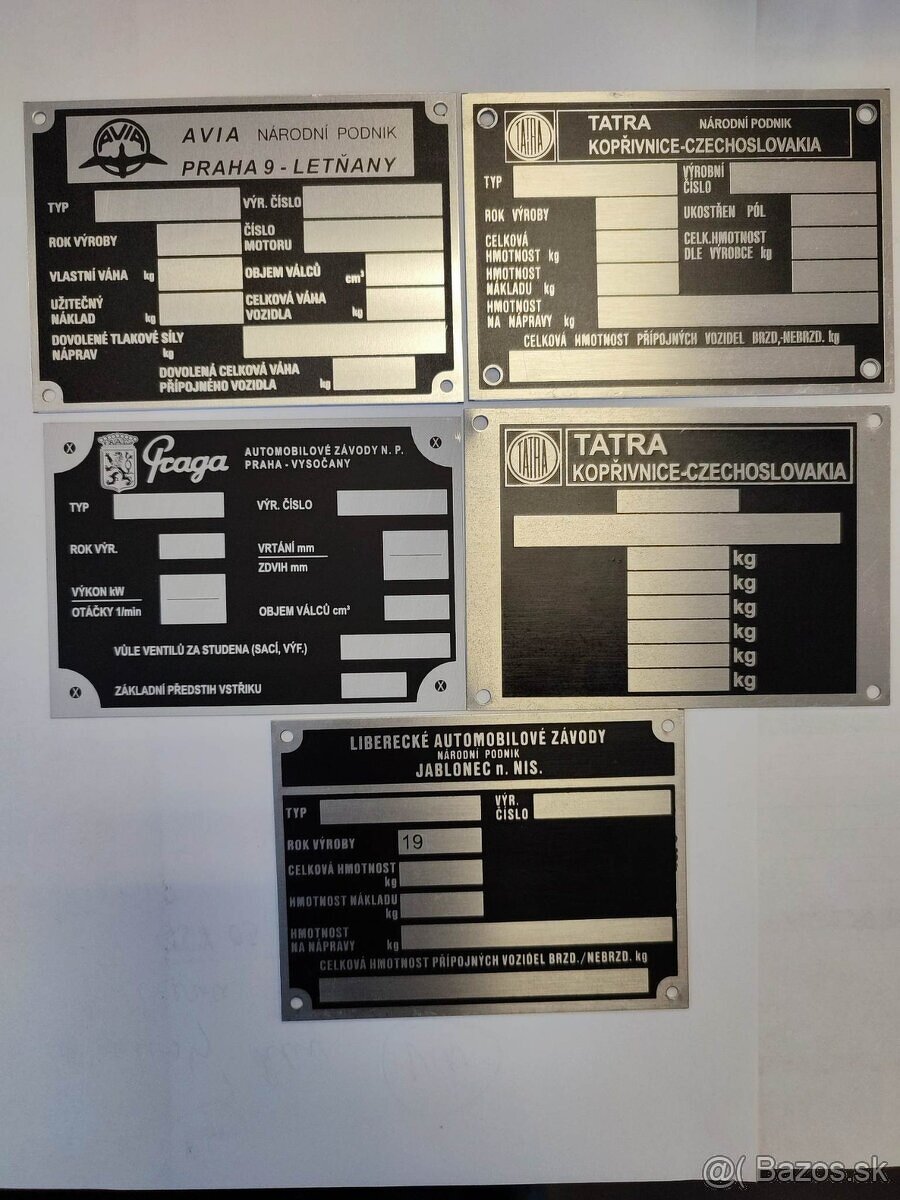 AVIA
AVIA NÁRODNÍ PODNIK
PRAHA 9 - LETŇANY
TYP
VÝR. ČÍSLO
ROK VÝROBY
ČÍSLO
MOTORU
VLASTNÍ VÁHA kg
OBJEM VÁLCŮ cm³
UŽITEČNÝ
NÁKLAD kg
CELKOVÁ VÁHA
VOZIDLA kg
DOVOLENÉ TLAKOVÉ SÍLY
NÁPRAV kg
DOVOLENÁ CELKOVÁ VÁHA
PŘÍPOJNÉHO VOZIDLA kg
TATRA
TATRA NÁRODNÍ PODNIK
KOPŘIVNICE-CZECHOSLOVAKIA
TYP
VÝROBNÍ
ČÍSLO
ROK VÝROBY
UKOSTŘEN PÓL
CELKOVÁ
HMOTNOST kg
CELK.HMOTNOST
DLE VÝROBCE kg
HMOTNOST
NÁKLADU kg
HMOTNOST
NA NÁPRAVY kg
CELKOVÁ HMOTNOST PŘÍPOJNÝCH VOZIDEL BRZD,-NEBRZD. kg
Praga
AUTOMOBILOVÉ ZÁVODY N. P.
PRAHA - VYSOČANY
TYP
VÝR. ČÍSLO
ROK VÝR.
VRTÁNÍ mm
ZDVIH mm
VÝKON kW
OTÁČKY 1/min
OBJEM VÁLCŮ cm³
VŮLE VENTILŮ ZA STUDENA (SACÍ, VÝF.)
ZÁKLADNÍ PŘEDSTIH VSTŘIKU
TATRA
TATRA
KOPŘIVNICE-CZECHOSLOVAKIA
kg
kg
kg
kg
kg
kg
LIBERECKÉ AUTOMOBILOVÉ ZÁVODY
NÁRODNÍ PODNIK
JABLONEC n. NIS.
TYP
VÝR.
ČÍSLO
ROK VÝROBY 19
CELKOVÁ HMOTNOST
kg
HMOTNOST NÁKLADU
kg
HMOTNOST
NA NÁPRAVY kg
CELKOVÁ HMOTNOST PŘÍPOJNÝCH VOZIDEL BRZD./NEBRZD. kg
@( Bazos.sk